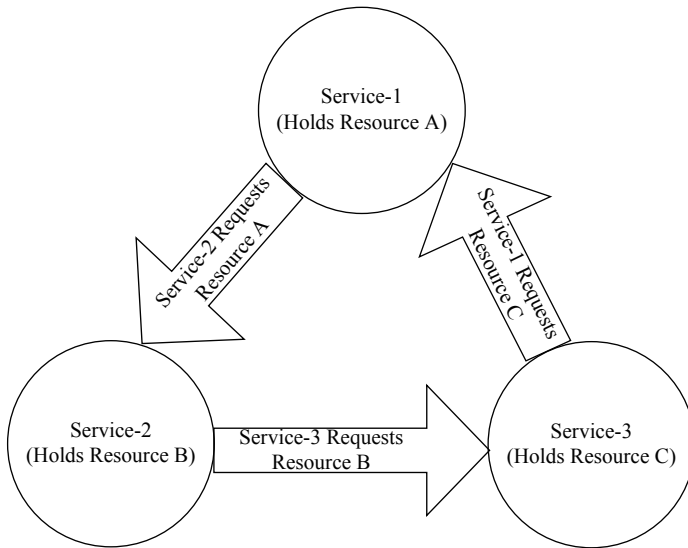 Service-1
(Holds Resource A)
Service-2 Requests
Resource A
Service-1 Requests
Resource C
Service-2
(Holds Resource B)
Service-3 Requests
Resource B
Service-3
(Holds Resource C)